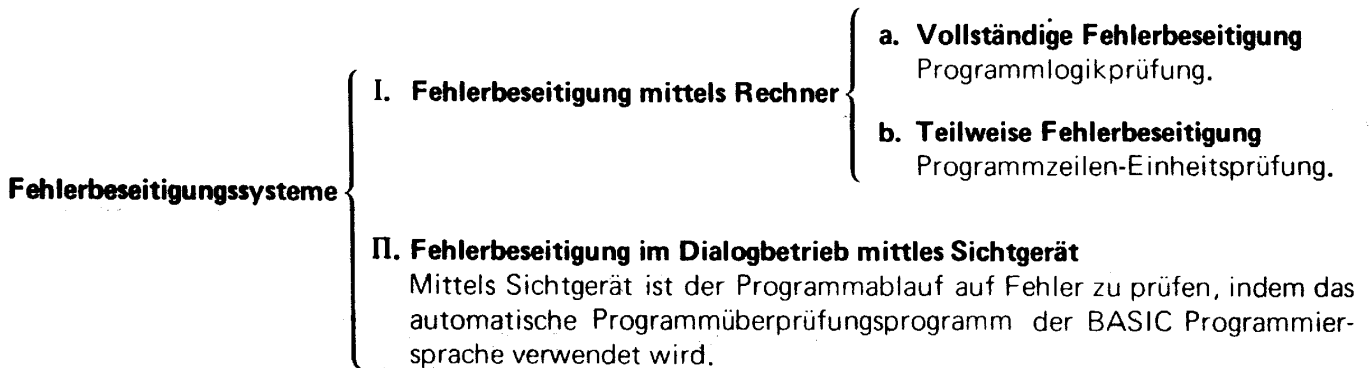 Fehlerbeseitigungssysteme
I. Fehlerbeseitigung mittels Rechner
a. Vollständige Fehlerbeseitigung
Programmlogikprüfung.
b. Teilweise Fehlerbeseitigung
Programmzeilen-Einheitsprüfung.
II. Fehlerbeseitigung im Dialogbetrieb mittles Sichtgerät
Mittels Sichtgerät ist der Programmablauf auf Fehler zu prüfen, indem das
automatische Programmüberprüfungsprogramm der BASIC Programmier-
sprache verwendet wird.